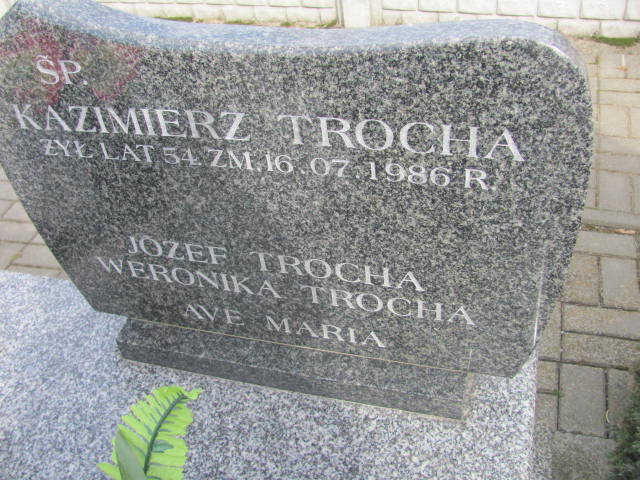 ŚP.
KAZIMIERZ TROCHA
ŻYŁ LAT 54. ZM. 16.07.1986 R.
JÓZEF TROCHA
WERONIKA TROCHA
AVE MARIA